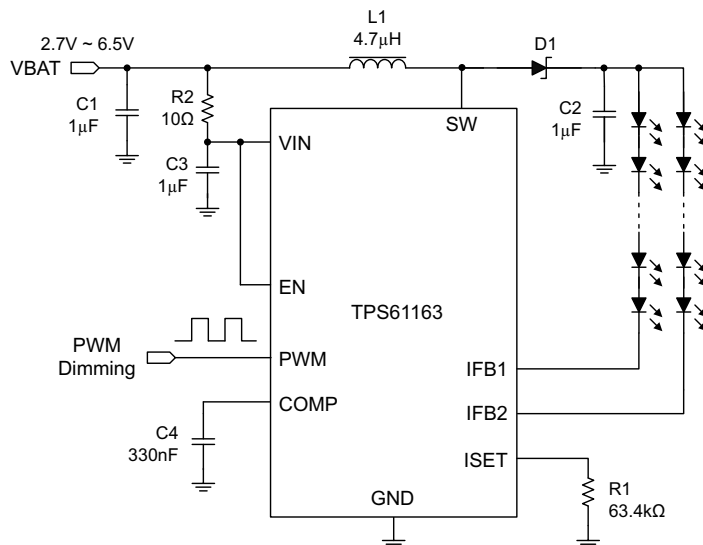 L1
4.7μH
D1
2.7V ~ 6.5V
VBAT
C1
1μF
R2
10Ω
C2
1μF
SW
VIN
C3
1μF
EN
TPS61163
PWM
Dimming
PWM
IFB1
COMP
IFB2
C4
330nF
ISET
R1
63.4kΩ
GND